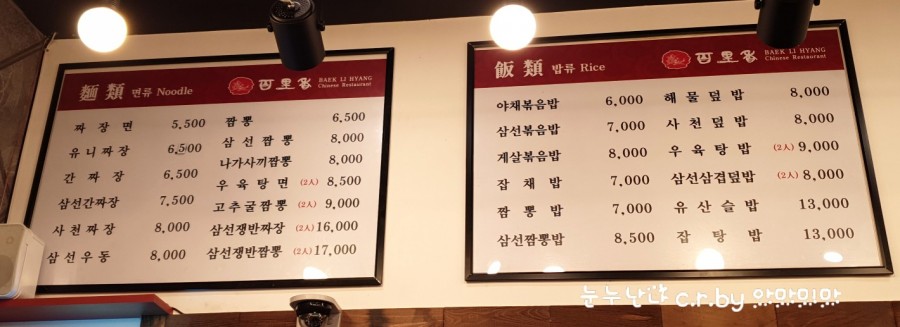 麵類 면류 Noodle
百里香 BAEK LI HYANG
Chinese Restaurant
짜장면 5,500
유니짜장 6,500
간짜장 6,500
삼선간짜장 7,500
사천짜장 8,000
삼선우동 8,000
짬뽕 6,500
삼선짬뽕 8,000
나가사끼짬뽕 8,000
우육탕면 (2人) 8,500
고추굴짬뽕 (2人) 9,000
삼선쟁반짜장 (2人) 16,000
삼선쟁반짬뽕 (2人) 17,000
飯類 밥류 Rice
百里香 BAEK LI HYANG
Chinese Restaurant
야채볶음밥 6,000
삼선볶음밥 7,000
게살볶음밥 8,000
잡채밥 7,000
짬뽕밥 7,000
삼선짬뽕밥 8,500
해물덮밥 8,000
사천덮밥 8,000
우육탕밥 (2人) 9,000
삼선삼겹덮밥 (2人) 8,000
유산슬밥 13,000
잡탕밥 13,000
눈누난냐 c.r.by